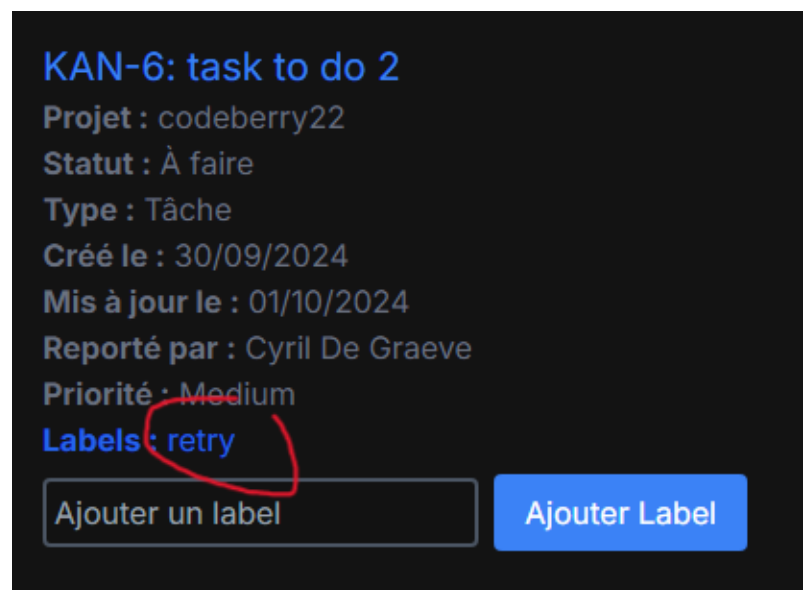 KAN-6: task to do 2
Projet : codeberry22
Statut : À faire
Type : Tâche
Créé le : 30/09/2024
Mis à jour le : 01/10/2024
Reporté par : Cyril De Graeve
Priorité : Medium
Labels : retry
Ajouter un label
Ajouter Label